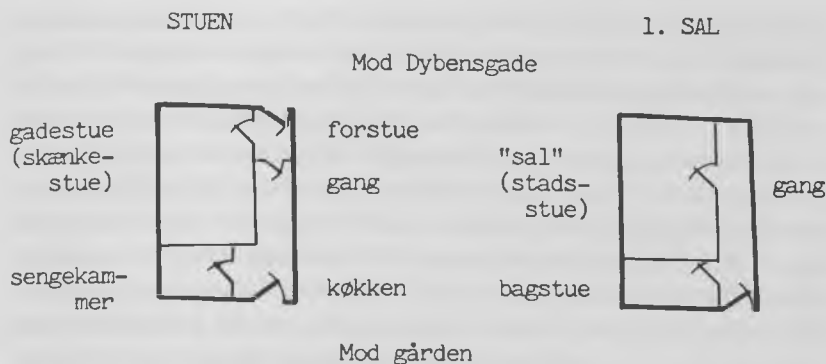 STUEN
1. SAL
Mod Dybensgade
gadestue
(skænke-
stue)
forstue
gang
"sal"
(stads-
stue)
gang
sengekam-
mer
køkken
bagstue
Mod gården